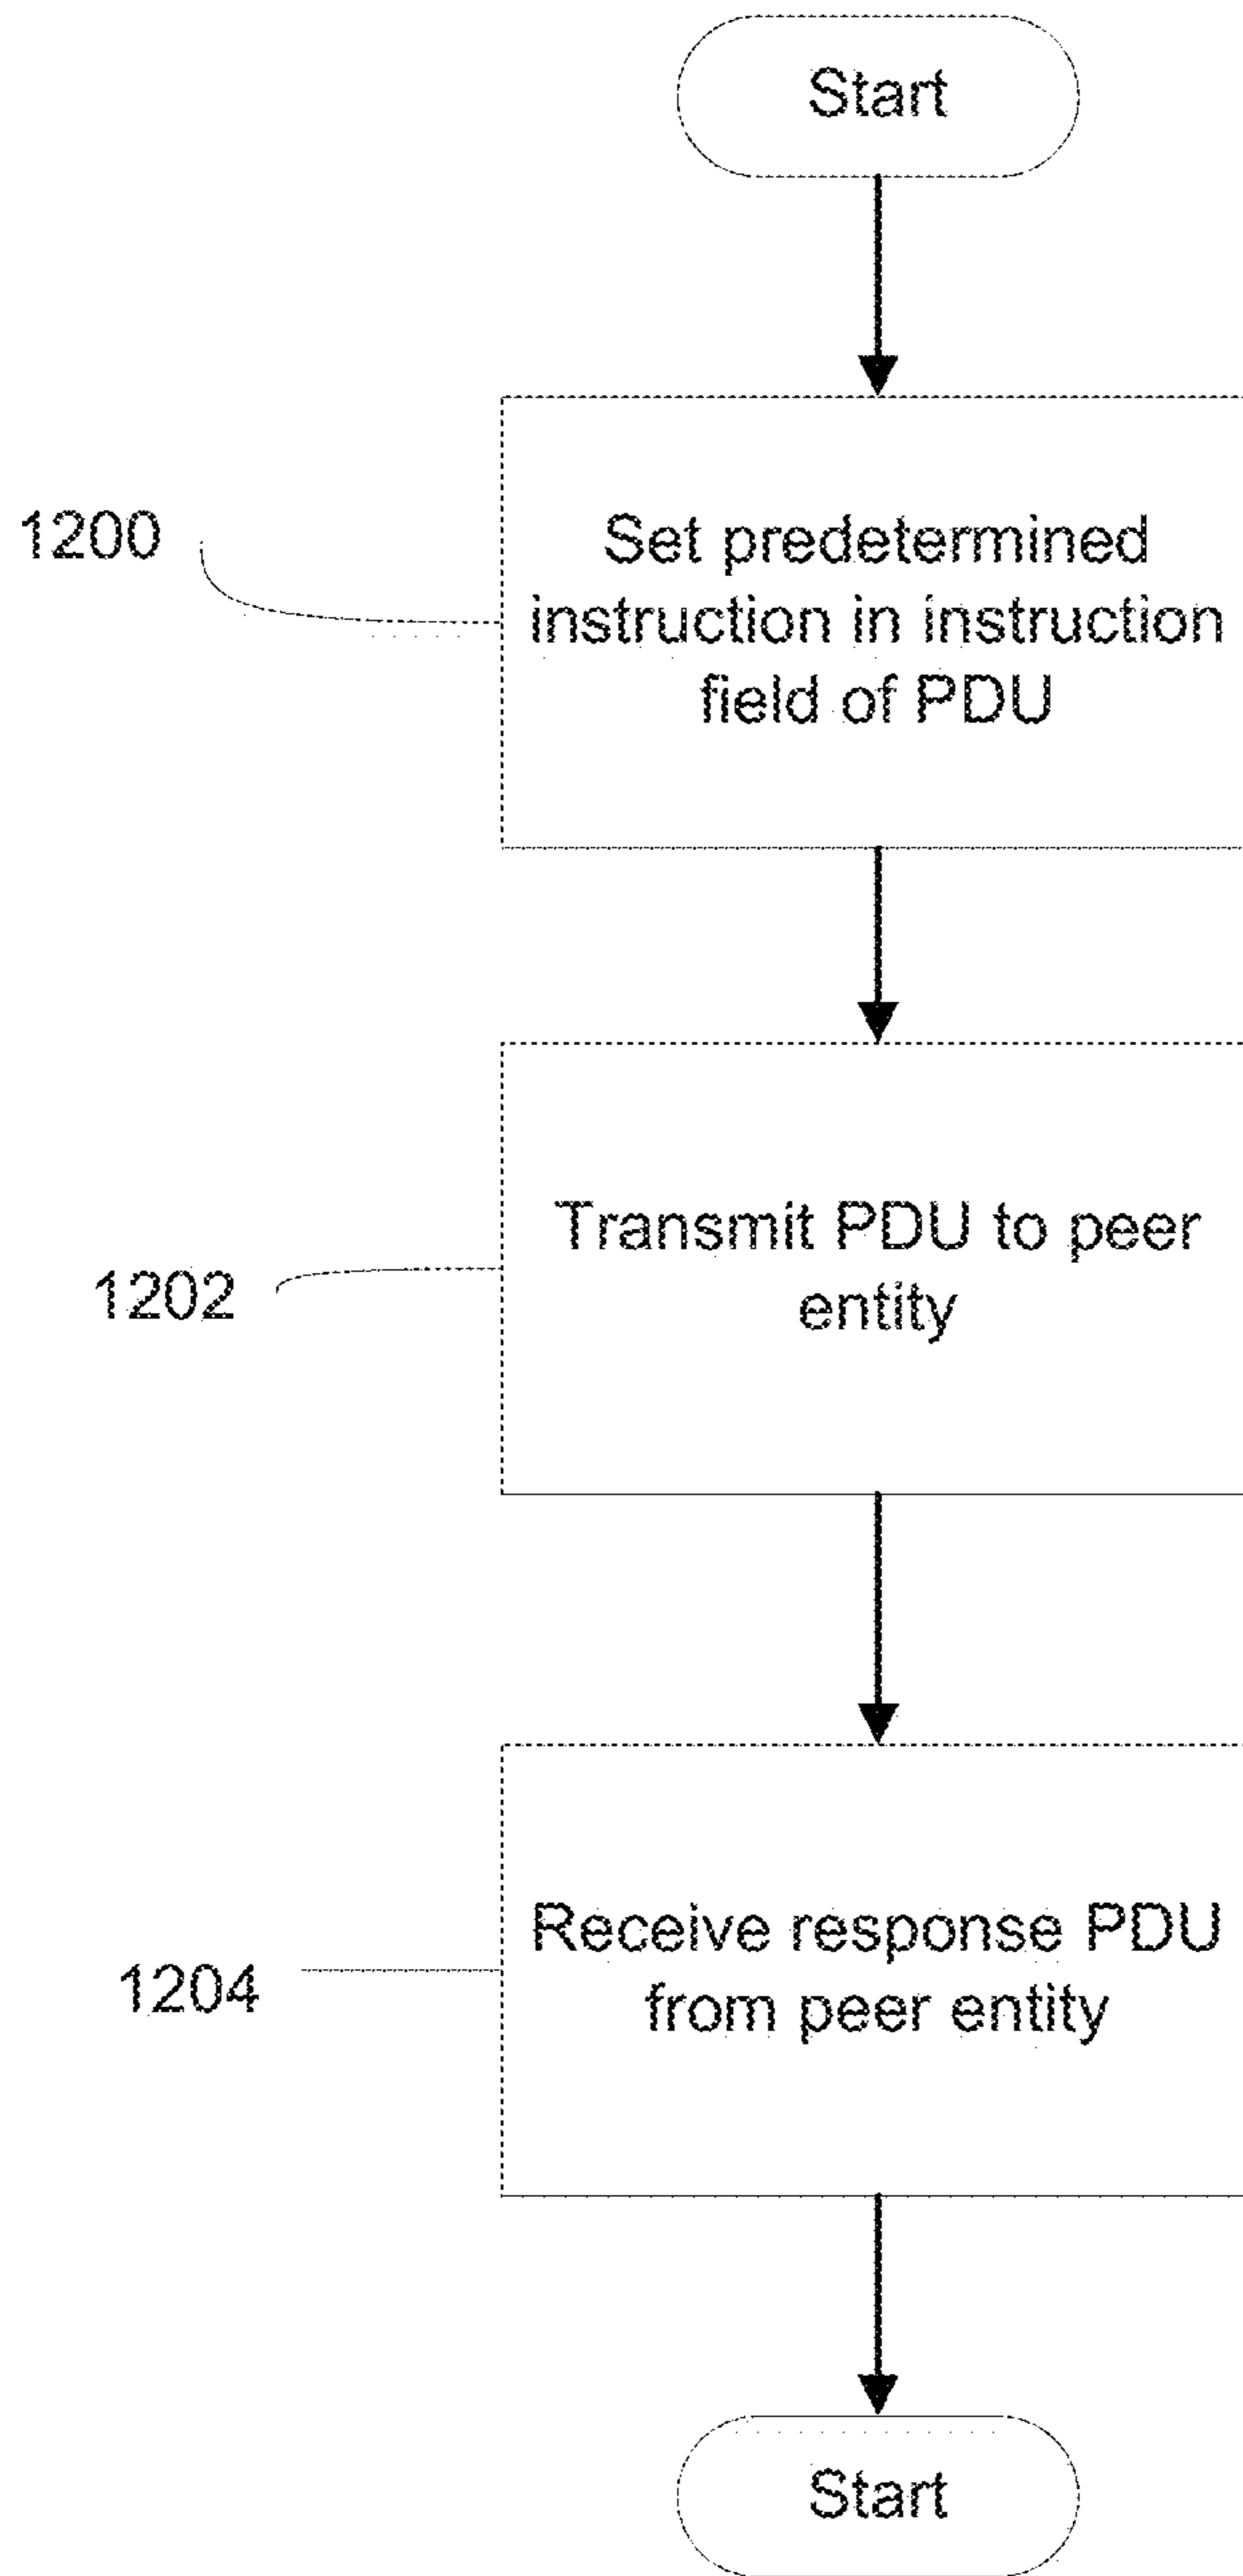 Start
1200
Set predetermined
instruction in instruction
field of PDU
1202
Transmit PDU to peer
entity
1204
Receive response PDU
from peer entity
Start